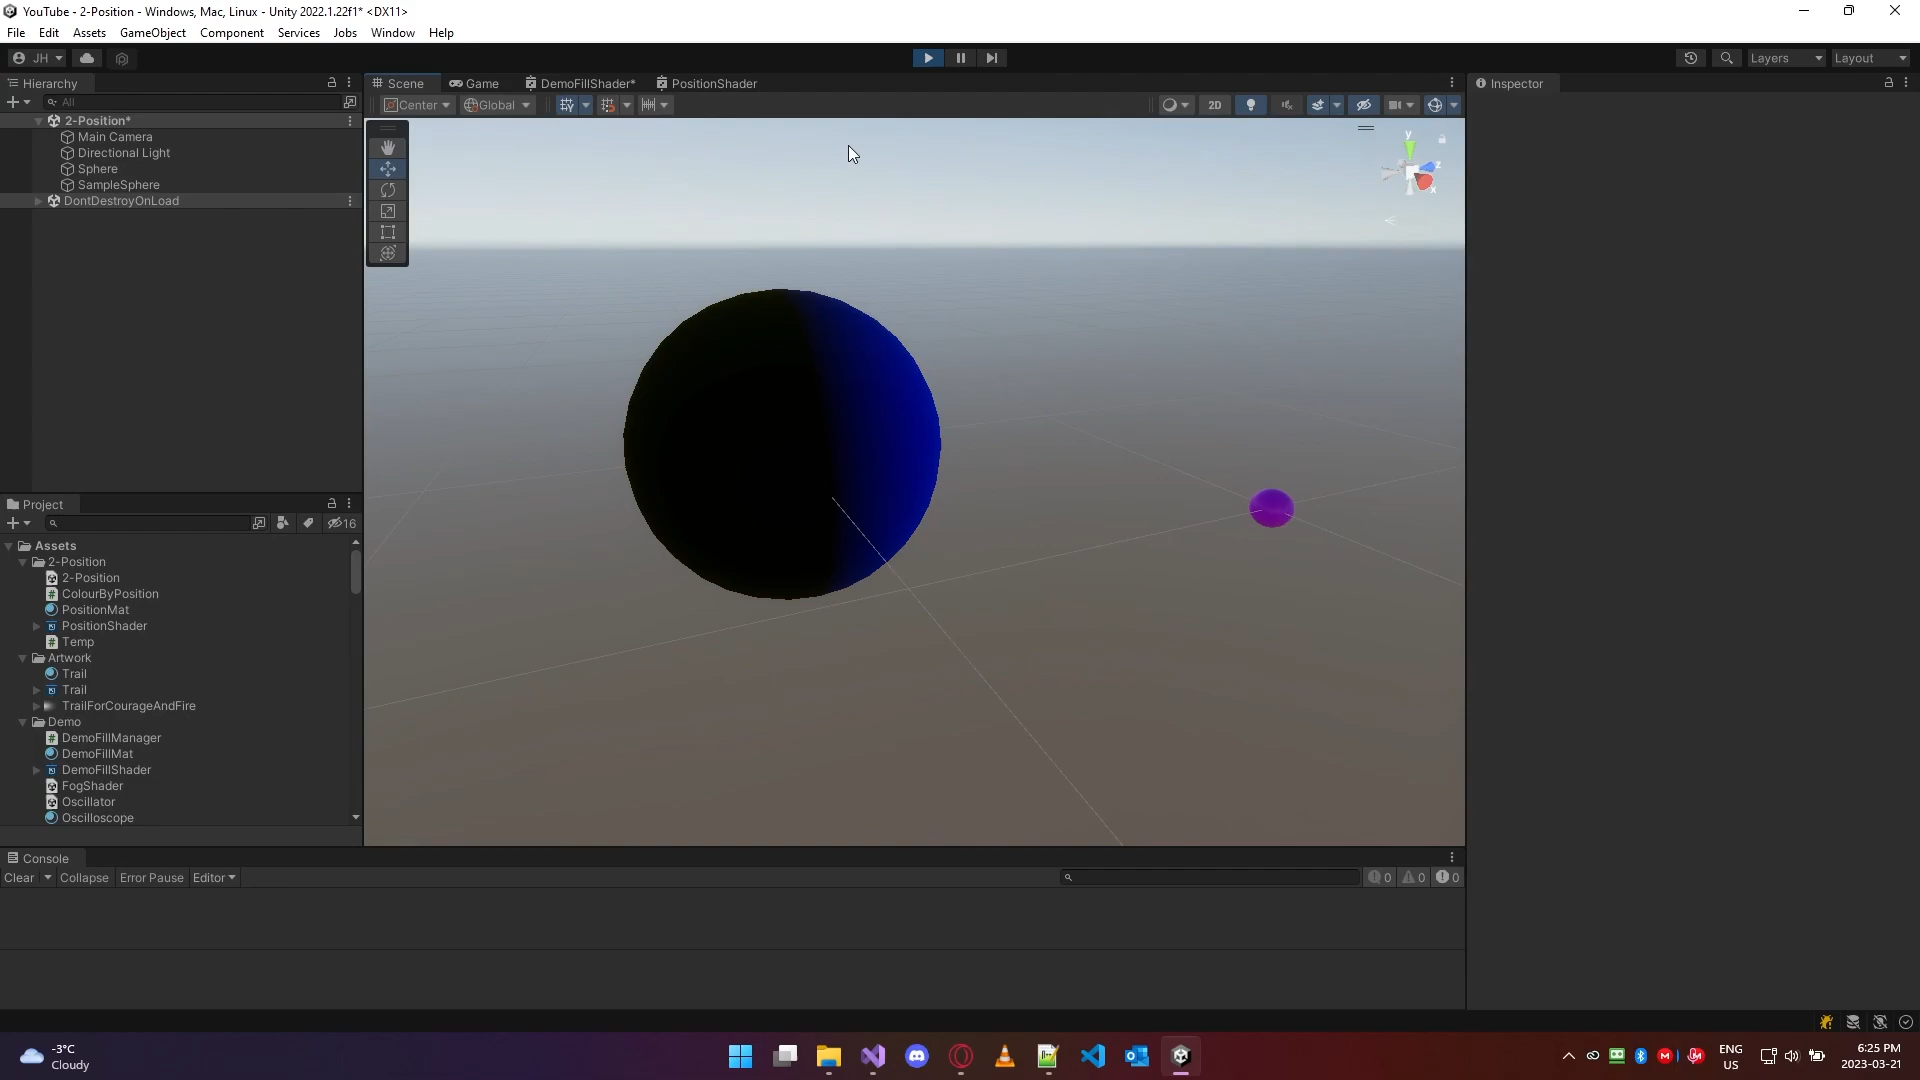 YouTube - 2-Position - Windows, Mac, Linux - Unity 2022.1.22f1* <DX11>
File Edit Assets GameObject Component Services Jobs Window Help
JH Layers Layout
Hierarchy Scene Game DemoFillShader* PositionShader Inspector
All Center Global 2D
2-Position*
Main Camera
Directional Light
Sphere
SampleSphere
DontDestroyOnLoad
y
z
x
Project
16
Assets
2-Position
2-Position
ColourByPosition
PositionMat
PositionShader
Temp
Artwork
Trail
Trail
TrailForCourageAndFire
Demo
DemoFillManager
DemoFillMat
DemoFillShader
FogShader
Oscillator
Oscilloscope
Console
Clear Collapse Error Pause Editor 0 0 0
-3°C
Cloudy
ENG
US
6:25 PM
2023-03-21